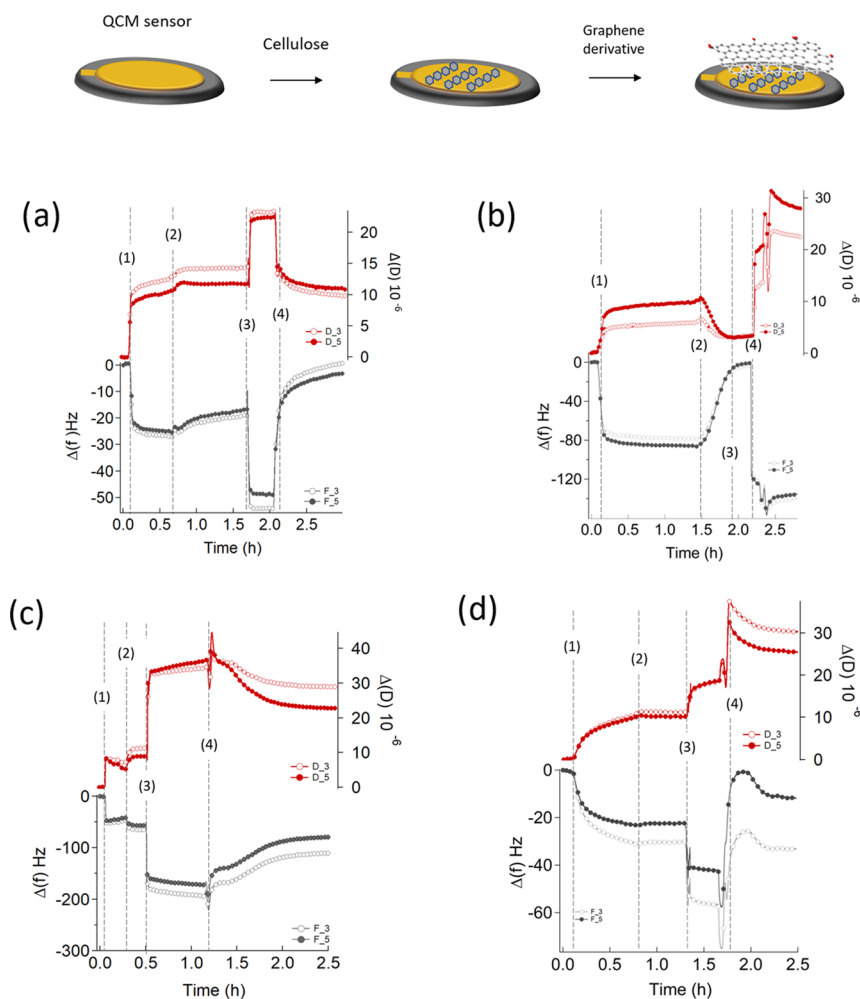 QCM sensor
Cellulose
Graphene
derivative
(a)
(1)
(2)
(3)
(4)
20
15
10
5
0
Δ(D) 10⁻⁶
D_3
D_5
0
-10
-20
-30
-40
-50
Δ(f )Hz
F_3
F_5
0.0 0.5 1.0 1.5 2.0 2.5
Time (h)
(b)
(1)
(2)
(3)
(4)
30
20
10
0
Δ(D) 10⁻⁶
D_3
D_5
0
-40
-80
-120
Δ(f) Hz
F_3
F_5
0.0 0.5 1.0 1.5 2.0 2.5
Time (h)
(c)
(1)
(2)
(3)
(4)
40
30
20
10
0
Δ(D) 10⁻⁶
D_3
D_5
0
-100
-200
-300
Δ(f) Hz
F_3
F_5
0.0 0.5 1.0 1.5 2.0 2.5
Time (h)
(d)
(1)
(2)
(3)
(4)
30
20
10
0
Δ(D) 10⁻⁶
D_3
D_5
0
-20
-40
-60
Δ(f) Hz
F_3
F_5
0.0 0.5 1.0 1.5 2.0 2.5
Time (h)